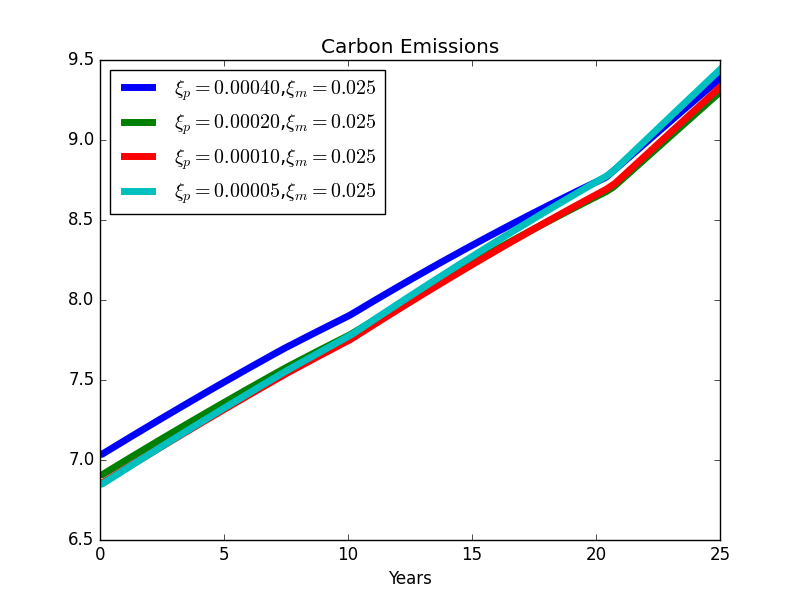 Carbon Emissions
9.5
9.0
8.5
8.0
7.5
7.0
6.5
ξₚ = 0.00040,ξₘ = 0.025
ξₚ = 0.00020,ξₘ = 0.025
ξₚ = 0.00010,ξₘ = 0.025
ξₚ = 0.00005,ξₘ = 0.025
0 5 10 15 20 25
Years